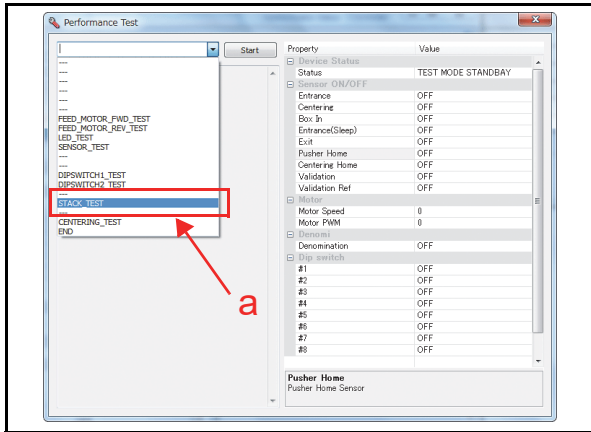 Performance Test
Start
---
---
---
---
---
FEED_MOTOR_FWD_TEST
FEED_MOTOR_REV_TEST
LED_TEST
SENSOR_TEST
---
DIPSWITCH1_TEST
DIPSWITCH2_TEST
---
STACK_TEST
---
CENTERING_TEST
END
a
Property Value
Device Status
Status TEST MODE STANDBAY
Sensor ON/OFF
Entrance OFF
Centering OFF
Box In OFF
Entrance(Sleep) OFF
Exit OFF
Pusher Home OFF
Centering Home OFF
Validation OFF
Validation Ref OFF
Motor
Motor Speed 0
Motor PWM 0
Denomi
Denomination OFF
Dip switch
#1 OFF
#2 OFF
#3 OFF
#4 OFF
#5 OFF
#6 OFF
#7 OFF
#8 OFF
Pusher Home
Pusher Home Sensor